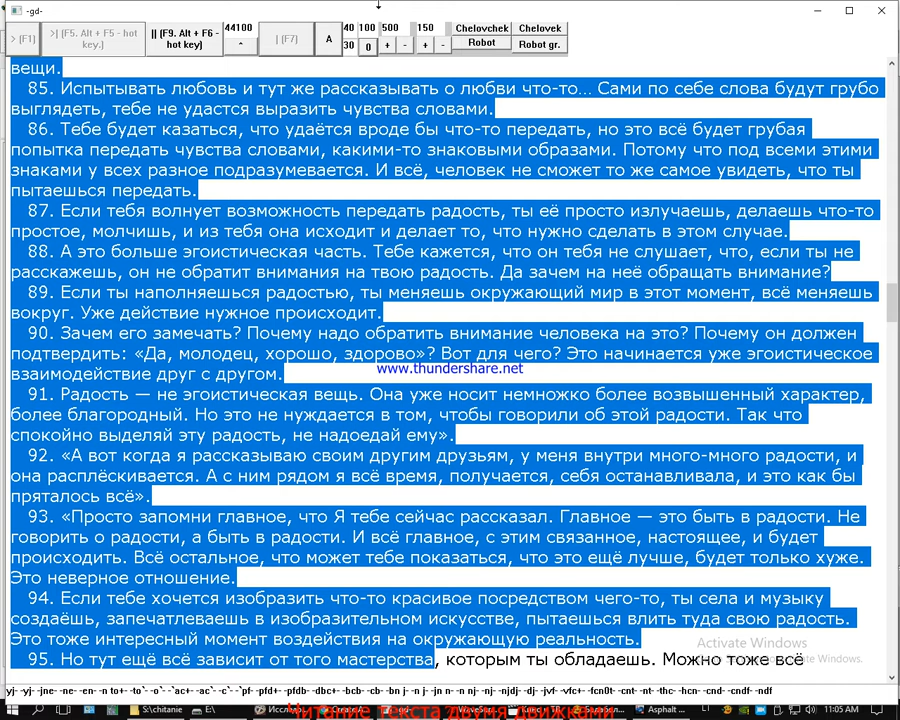 -gd-
> [F1]
>| [F5. Alt + F5 - hot key.]
|| [F9. Alt + F6 - hot key]
44100
^
| [F7]
A
40 100 500 150
30 0 + - + -
Chelovchek Chelovek
Robot Robot gr.
вещи.
85. Испытывать любовь и тут же рассказывать о любви что-то... Сами по себе слова будут грубо
выглядеть, тебе не удастся выразить чувства словами.
86. Тебе будет казаться, что удаётся вроде бы что-то передать, но это всё будет грубая
попытка передать чувства словами, какими-то знаковыми образами. Потому что под всеми этими
знаками у всех разное подразумевается. И всё, человек не сможет то же самое увидеть, что ты
пытаешься передать.
87. Если тебя волнует возможность передать радость, ты её просто излучаешь, делаешь что-то
простое, молчишь, и из тебя она исходит и делает то, что нужно сделать в этом случае.
88. А это больше эгоистическая часть. Тебе кажется, что он тебя не слушает, что, если ты не
расскажешь, он не обратит внимания на твою радость. Да зачем на неё обращать внимание?
89. Если ты наполняешься радостью, ты меняешь окружающий мир в этот момент, всё меняешь
вокруг. Уже действие нужное происходит.
90. Зачем его замечать? Почему надо обратить внимание человека на это? Почему он должен
подтвердить: «Да, молодец, хорошо, здорово»? Вот для чего? Это начинается уже эгоистическое
взаимодействие друг с другом.
www.thundershare.net
91. Радость — не эгоистическая вещь. Она уже носит немножко более возвышенный характер,
более благородный. Но это не нуждается в том, чтобы говорили об этой радости. Так что
спокойно выделяй эту радость, не надоедай ему».
92. «А вот когда я рассказываю своим другим друзьям, у меня внутри много-много радости, и
она расплёскивается. А с ним рядом я всё время, получается, себя останавливала, и это как бы
пряталось всё».
93. «Просто запомни главное, что Я тебе сейчас рассказал. Главное — это быть в радости. Не
говорить о радости, а быть в радости. И всё главное, с этим связанное, настоящее, и будет
происходить. Всё остальное, что может тебе показаться, что это ещё лучше, будет только хуже.
Это неверное отношение.
94. Если тебе хочется изобразить что-то красивое посредством чего-то, ты села и музыку
создаёшь, запечатлеваешь в изобразительном искусстве, пытаешься влить туда свою радость.
Это тоже интересный момент воздействия на окружающую реальность.
95. Но тут ещё всё зависит от того мастерства, которым ты обладаешь. Можно тоже всё
Activate Windows
Windows.
S:\chitanie
E:\
Asphalt ...
11:05 AM
Читание текста двумя движками